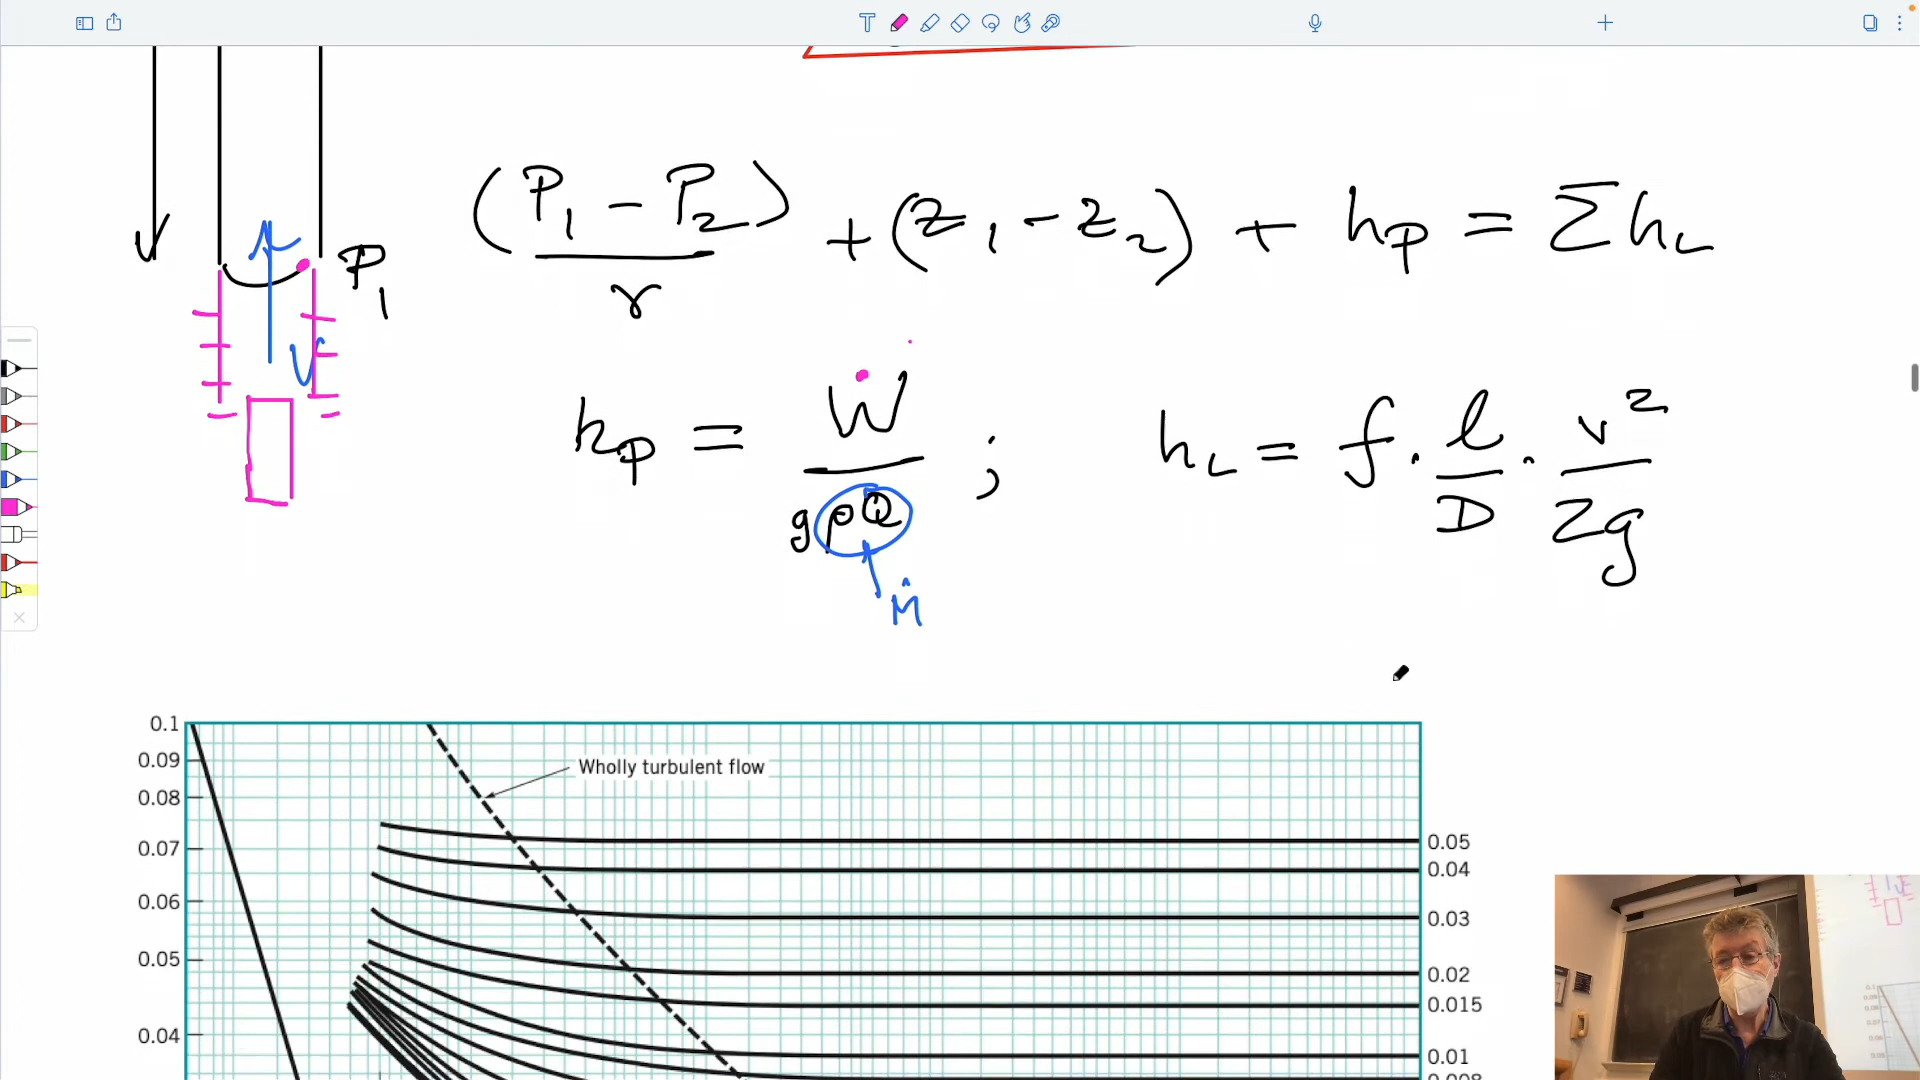 (P₁ - P₂)/γ + (z₁ - z₂) + hp = Σh_L
P₁
V
hp = Ẇ/gρQ ; h_L = f · l/D · v²/2g
ṁ
0.1
Wholly turbulent flow
0.09
0.08
0.07
0.05
0.04
0.06
0.03
0.05
0.02
0.015
0.04
0.01
0.008